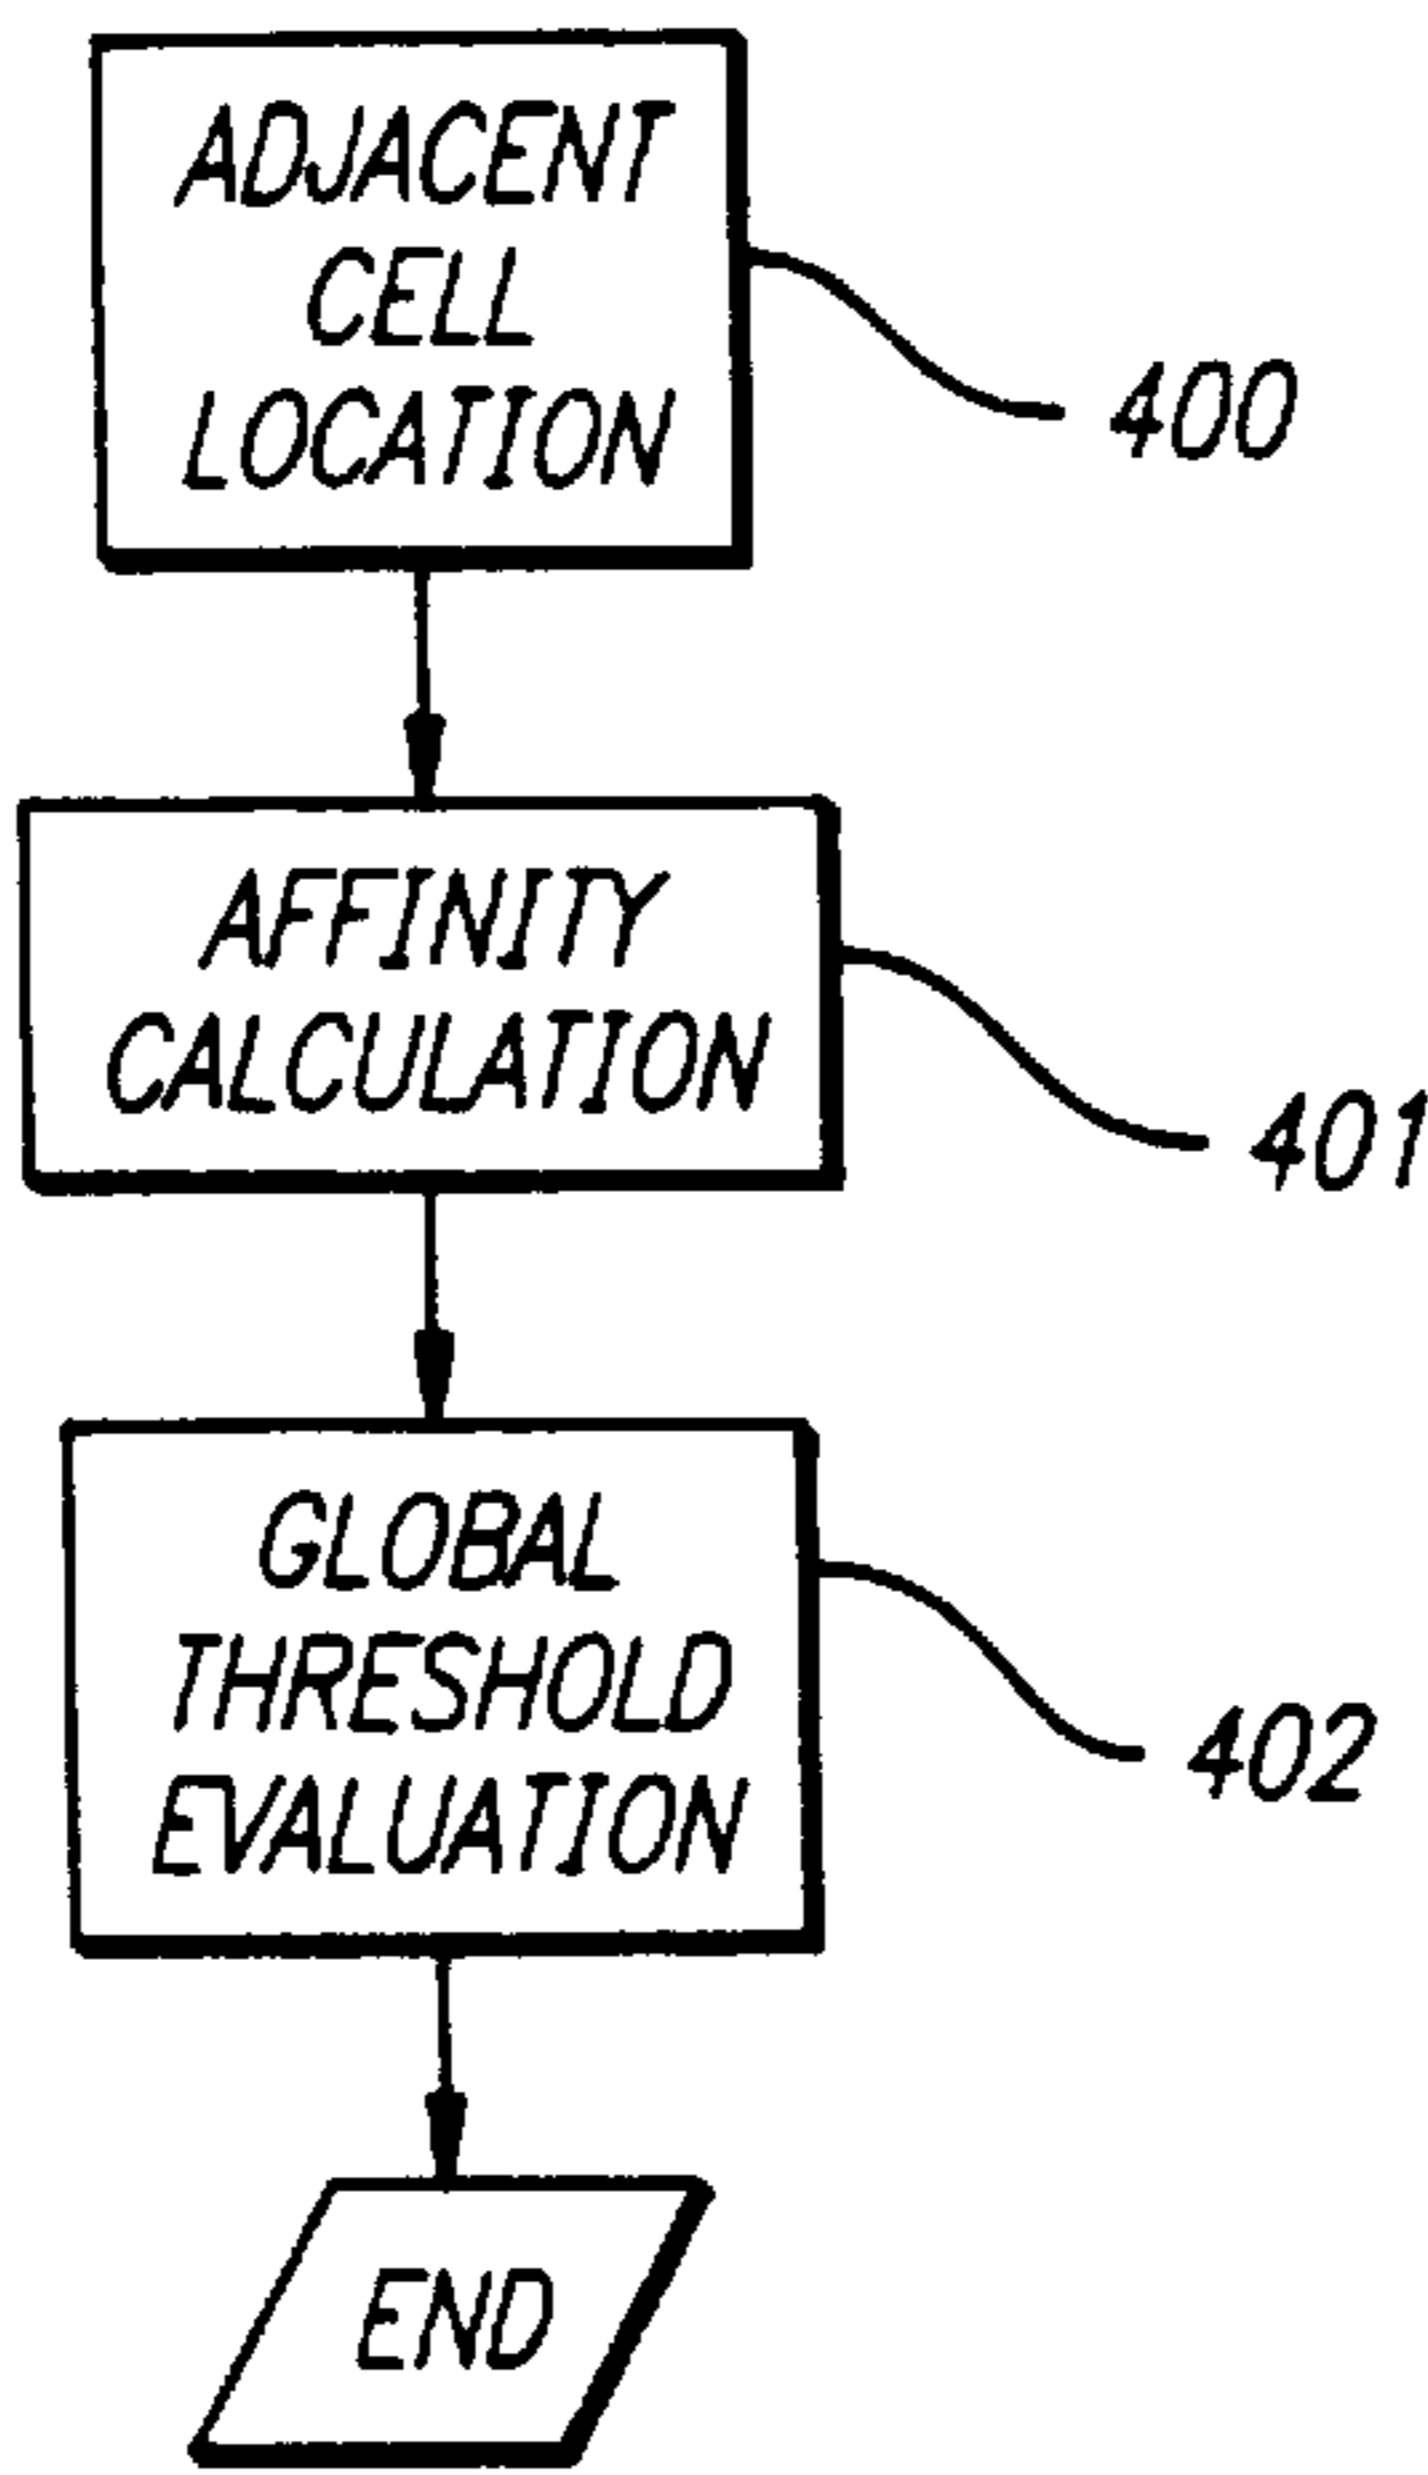 ADJACENT
CELL
LOCATION
400
AFFINITY
CALCULATION
401
GLOBAL
THRESHOLD
EVALUATION
402
END